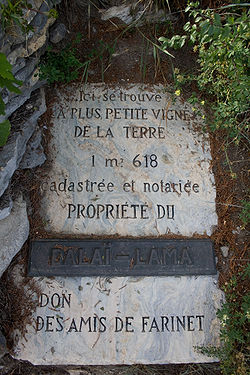 Ici se trouve
LA PLUS PETITE VIGNE
DE LA TERRE
1 m2 618
cadastrée et notariée
PROPRIÉTÉ DU
DALAÏ-LAMA
DON
DES AMIS DE FARINET